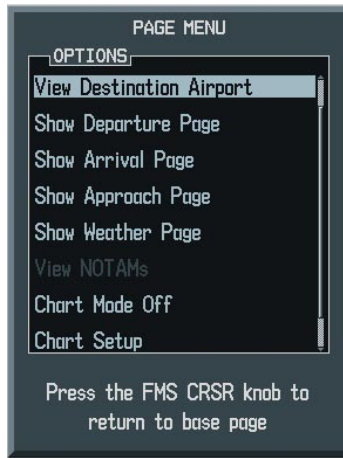 PAGE MENU
OPTIONS
View Destination Airport
Show Departure Page
Show Arrival Page
Show Approach Page
Show Weather Page
View NOTAMs
Chart Mode Off
Chart Setup
Press the FMS CRSR knob to
return to base page